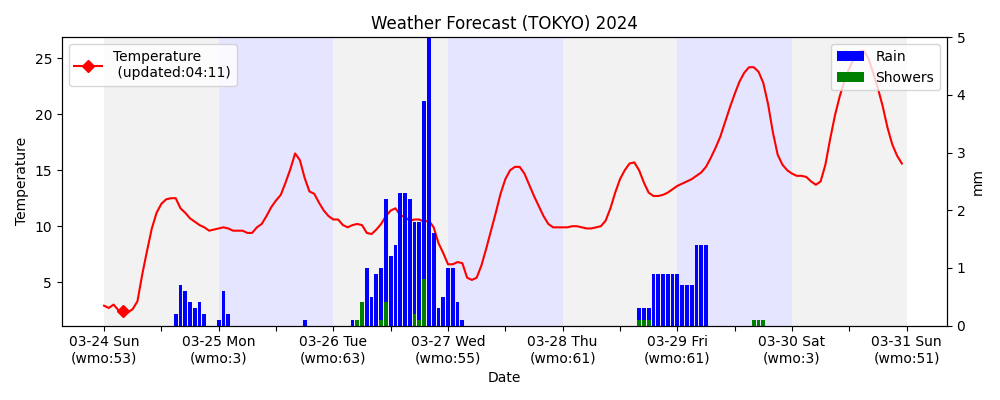 Weather Forecast (TOKYO) 2024
Temperature
(updated:04:11)
Rain
Showers
Temperature
25
20
15
10
5
5
4
3
2
1
0
mm
03-24 Sun
(wmo:53)
03-25 Mon
(wmo:3)
03-26 Tue
(wmo:63)
03-27 Wed
(wmo:55)
03-28 Thu
(wmo:61)
03-29 Fri
(wmo:61)
03-30 Sat
(wmo:3)
03-31 Sun
(wmo:51)
Date